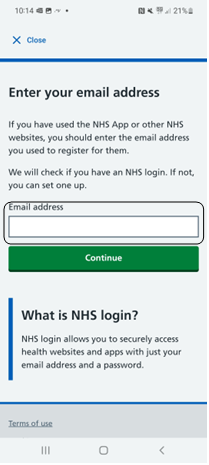 10:14
21%
Close
Enter your email address
If you have used the NHS App or other NHS
websites, you should enter the email address
you used to register for them.
We will check if you have an NHS login. If not,
you can set one up.
Email address
Continue
What is NHS login?
NHS login allows you to securely access
health websites and apps with just your
email address and a password.
Terms of use